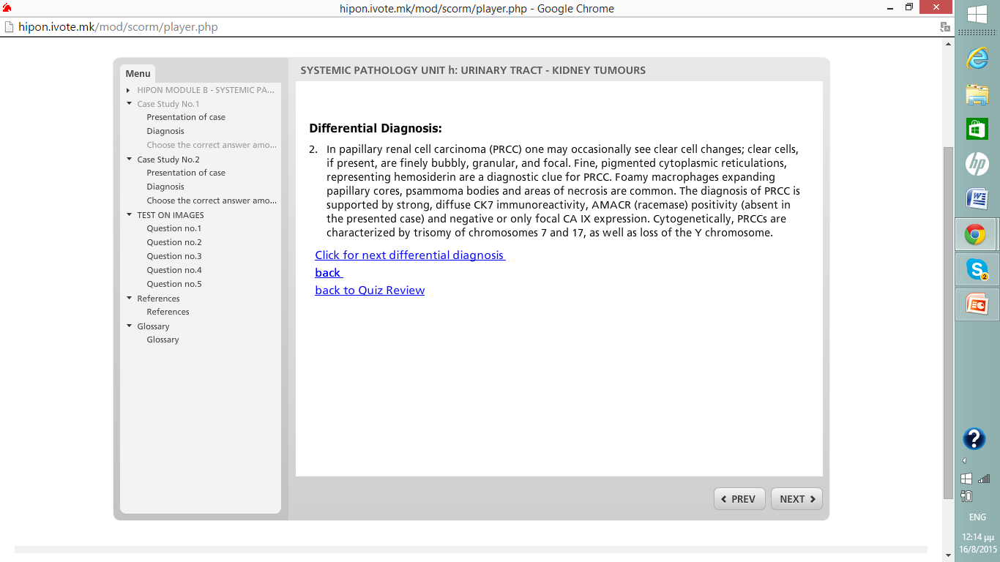 hipon.ivote.mk/mod/scorm/player.php - Google Chrome
hipon.ivote.mk/mod/scorm/player.php
Menu
HIPON MODULE B - SYSTEMIC PA...
Case Study No.1
Presentation of case
Diagnosis
Choose the correct answer amo...
Case Study No.2
Presentation of case
Diagnosis
Choose the correct answer amo...
TEST ON IMAGES
Question no.1
Question no.2
Question no.3
Question no.4
Question no.5
References
References
Glossary
Glossary
SYSTEMIC PATHOLOGY UNIT h: URINARY TRACT - KIDNEY TUMOURS
Differential Diagnosis:
2. In papillary renal cell carcinoma (PRCC) one may occasionally see clear cell changes; clear cells,
if present, are finely bubbly, granular, and focal. Fine, pigmented cytoplasmic reticulations,
representing hemosiderin are a diagnostic clue for PRCC. Foamy macrophages expanding
papillary cores, psammoma bodies and areas of necrosis are common. The diagnosis of PRCC is
supported by strong, diffuse CK7 immunoreactivity, AMACR (racemase) positivity (absent in
the presented case) and negative or only focal CA IX expression. Cytogenetically, PRCCs are
characterized by trisomy of chromosomes 7 and 17, as well as loss of the Y chromosome.
Click for next differential diagnosis
back
back to Quiz Review
PREV
NEXT
hp
2
ENG
12:14 μμ
16/8/2015